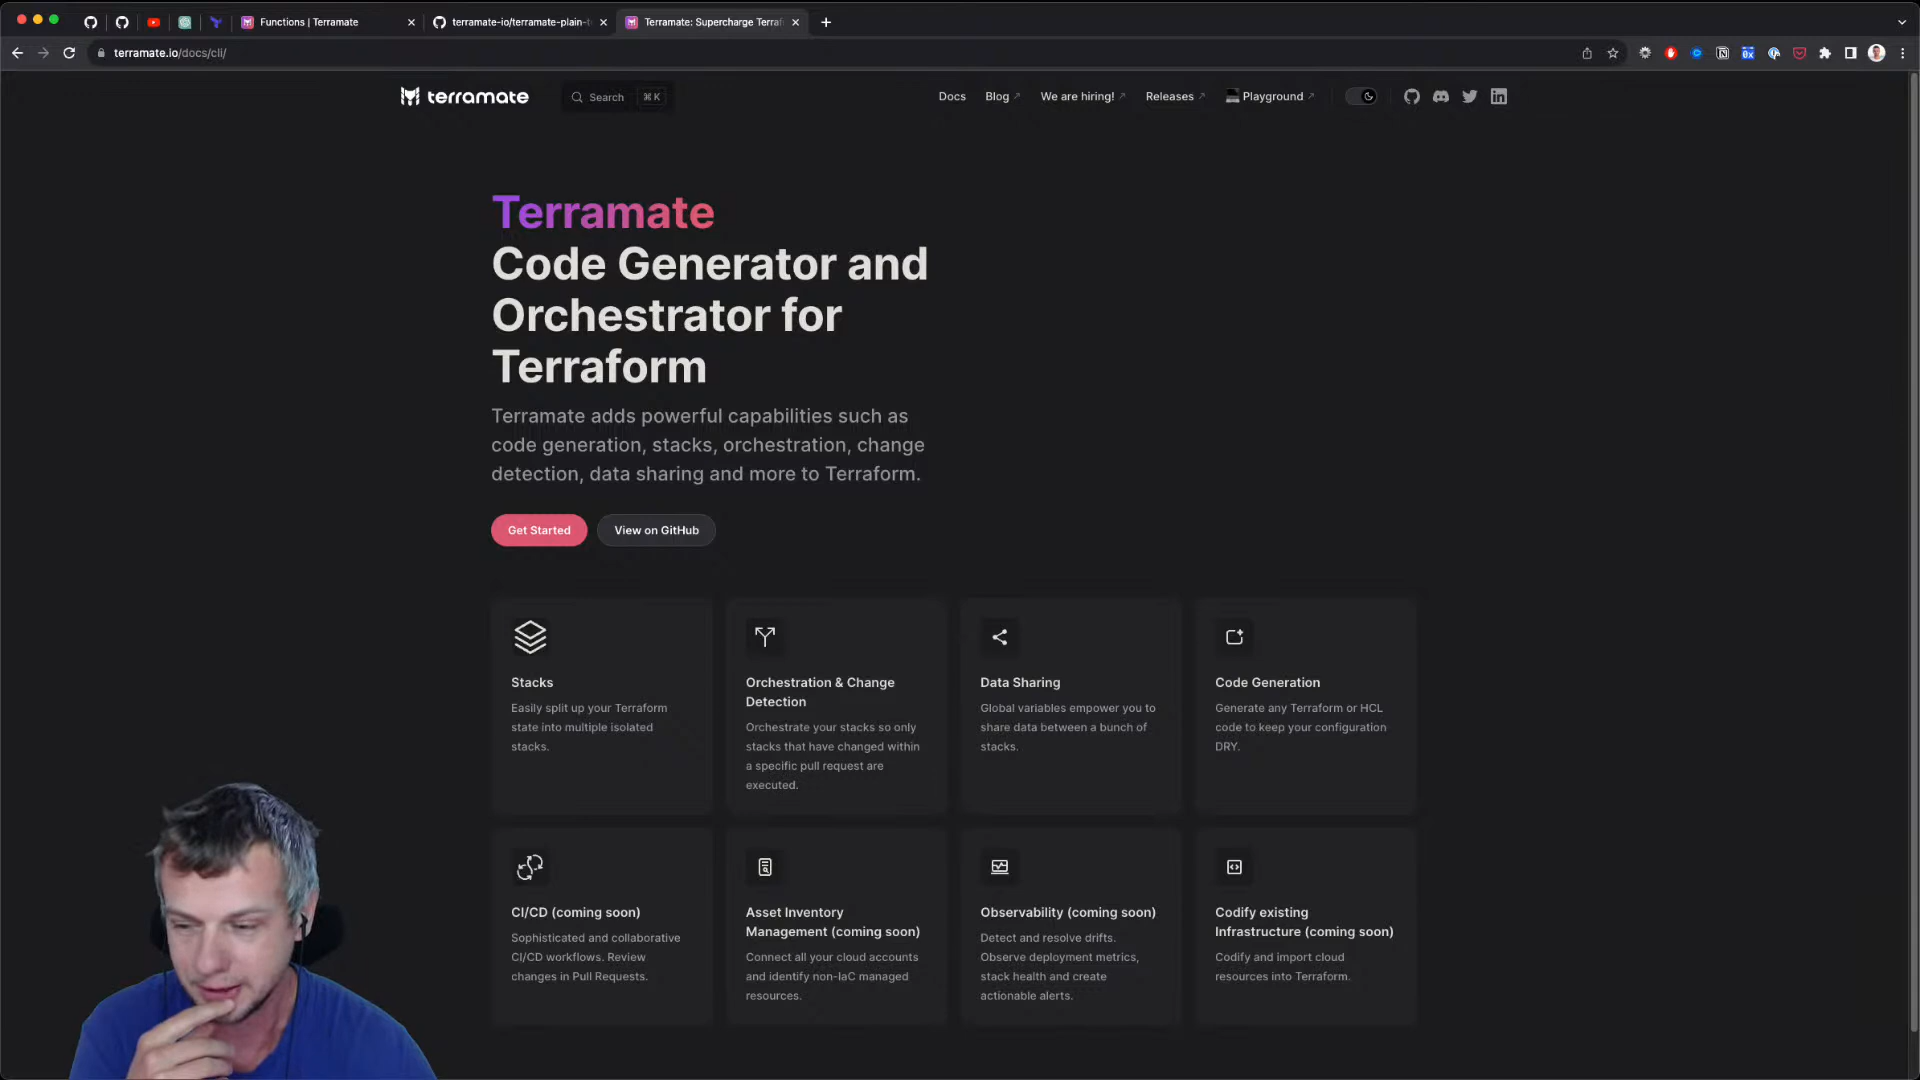 Functions | Terramate
terramate-io/terramate-plain-t
Terramate: Supercharge Terraf
terramate.io/docs/cli/
terramate
Search
⌘ K
Docs
Blog
We are hiring!
Releases
Playground
Terramate
Code Generator and
Orchestrator for
Terraform
Terramate adds powerful capabilities such as
code generation, stacks, orchestration, change
detection, data sharing and more to Terraform.
Get Started
View on GitHub
Stacks
Easily split up your Terraform
state into multiple isolated
stacks.
Orchestration & Change
Detection
Orchestrate your stacks so only
stacks that have changed within
a specific pull request are
executed.
Data Sharing
Global variables empower you to
share data between a bunch of
stacks.
Code Generation
Generate any Terraform or HCL
code to keep your configuration
DRY.
CI/CD (coming soon)
Sophisticated and collaborative
CI/CD workflows. Review
changes in Pull Requests.
Asset Inventory
Management (coming soon)
Connect all your cloud accounts
and identify non-IaC managed
resources.
Observability (coming soon)
Detect and resolve drifts.
Observe deployment metrics,
stack health and create
actionable alerts.
Codify existing
Infrastructure (coming soon)
Codify and import cloud
resources into Terraform.